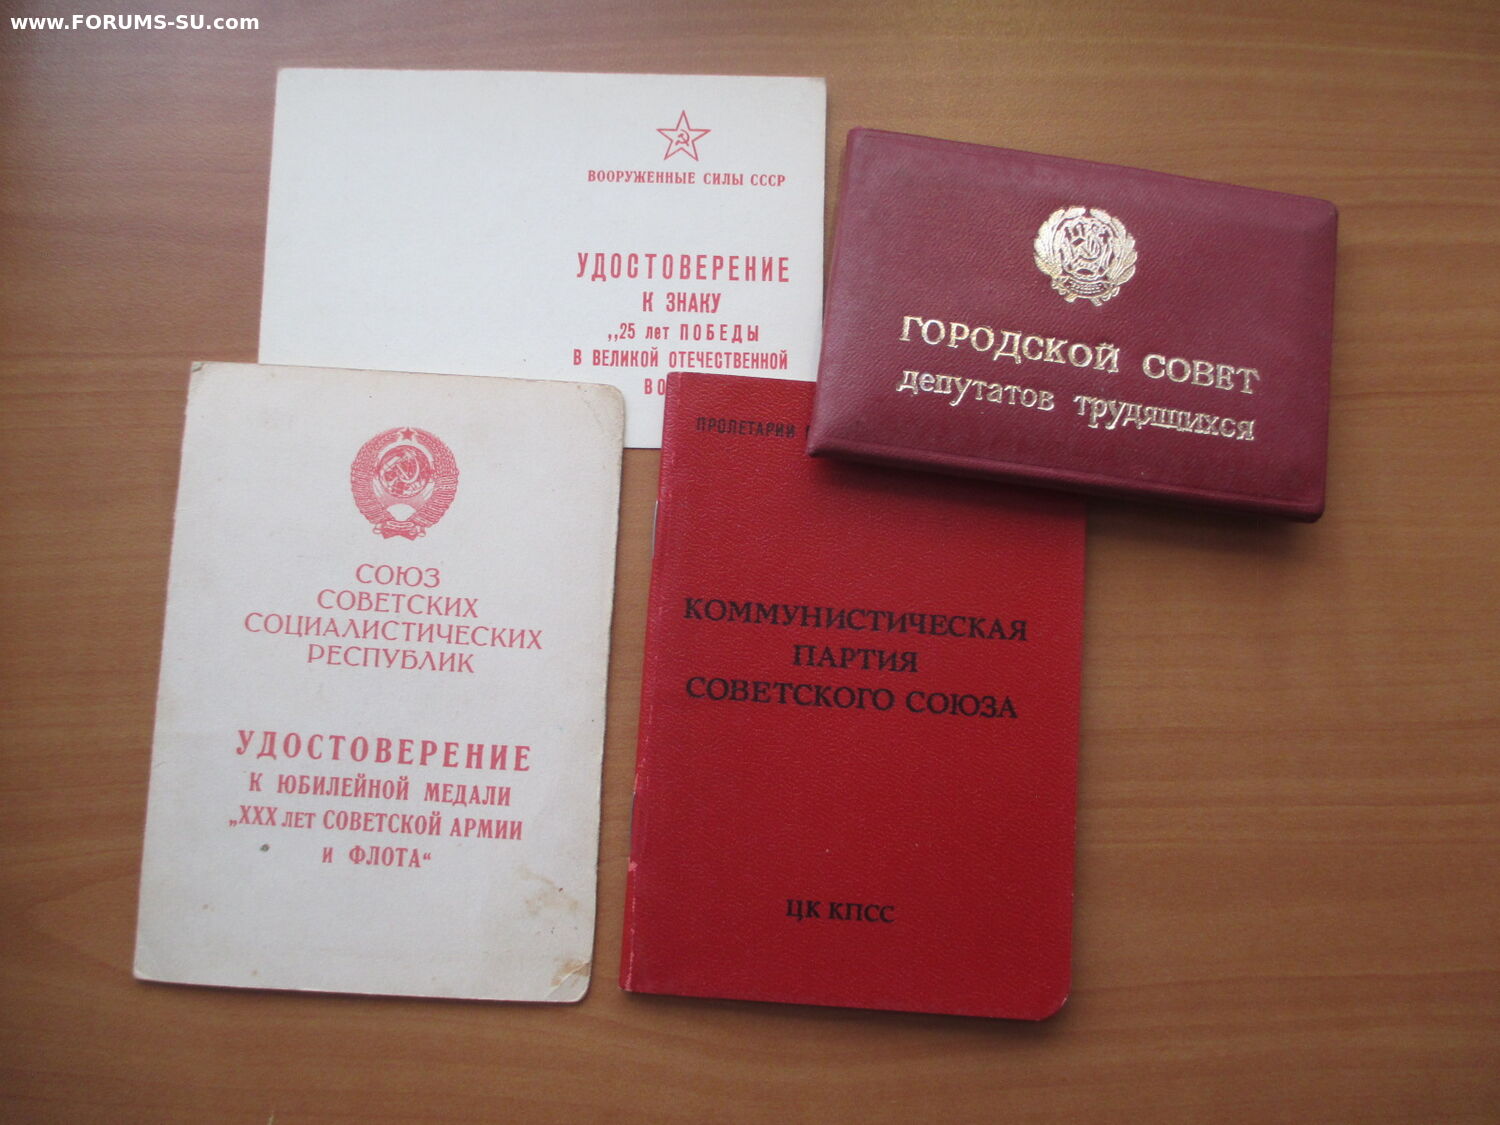 www.FORUMS-SU.com
ВООРУЖЕННЫЕ СИЛЫ СССР
УДОСТОВЕРЕНИЕ
К ЗНАКУ
„25 лет ПОБЕДЫ
В ВЕЛИКОЙ ОТЕЧЕСТВЕННОЙ
ГОРОДСКОЙ СОВЕТ
депутатов трудящихся
СОЮЗ
СОВЕТСКИХ
СОЦИАЛИСТИЧЕСКИХ
РЕСПУБЛИК
УДОСТОВЕРЕНИЕ
К ЮБИЛЕЙНОЙ МЕДАЛИ
„XXX ЛЕТ СОВЕТСКОЙ АРМИИ
И ФЛОТА“
ПРОЛЕТАРИИ
КОММУНИСТИЧЕСКАЯ
ПАРТИЯ
СОВЕТСКОГО СОЮЗА
ЦК КПСС